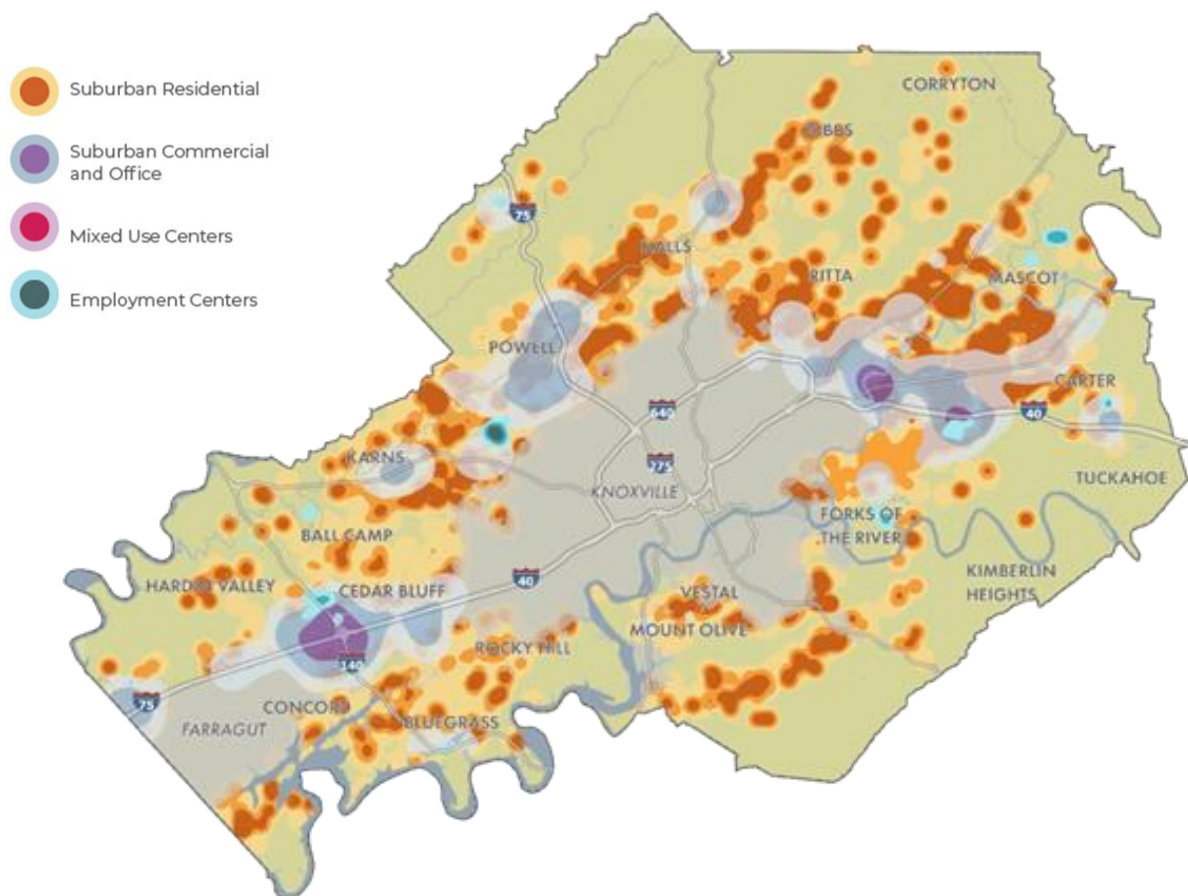 Suburban Residential
Suburban Commercial
and Office
Mixed Use Centers
Employment Centers
CORRYTON
GIBBS
75
HALLS
RITTA
MASCOT
POWELL
CARTER
640
40
KARNS
275
KNOXVILLE
TUCKAHOE
FORKS OF
THE RIVER
BALL CAMP
HARDIN VALLEY
CEDAR BLUFF
40
VESTAL
KIMBERLIN
HEIGHTS
MOUNT OLIVE
ROCKY HILL
140
75
CONCORD
FARRAGUT
BLUEGRASS